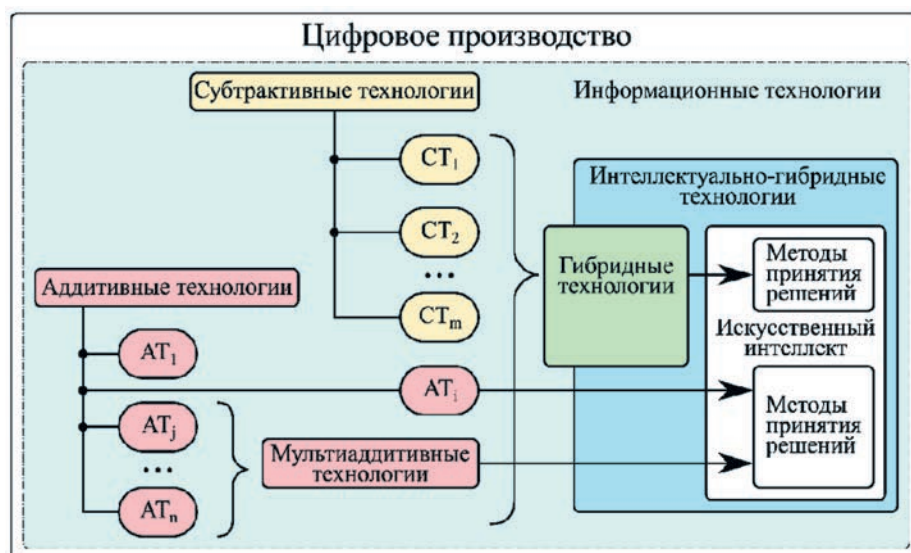 Цифровое производство
Субтрактивные технологии
Информационные технологии
СТ1
Интеллектуально-гибридные
технологии
СТ2
...
СТm
Гибридные
технологии
Методы
принятия
решений
Аддитивные технологии
АТ1
Искусственный
интеллект
АТi
Методы
принятия
решений
АТj
...
АТn
Мультиаддитивные
технологии